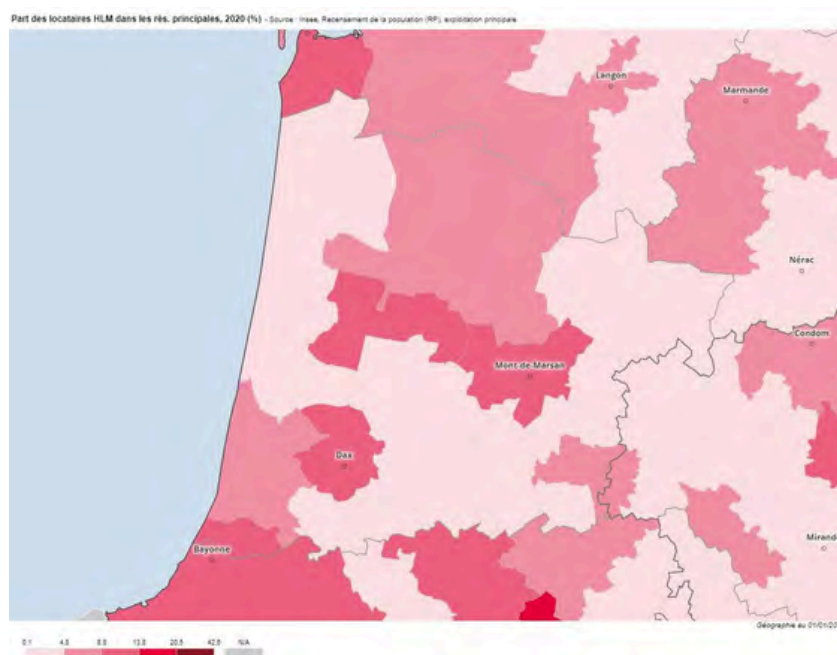 Part des locataires HLM dans les rés. principales, 2020 (%) - Source : Insee, Recensement de la population (RP), exploitation principale
Langon
Marmande
Nérac
Condom
Mont-de-Marsan
Dax
Mirande
Bayonne
Géographie au 01/01/20
0,1 4,8 8,8 13,8 20,5 42,8 N/A